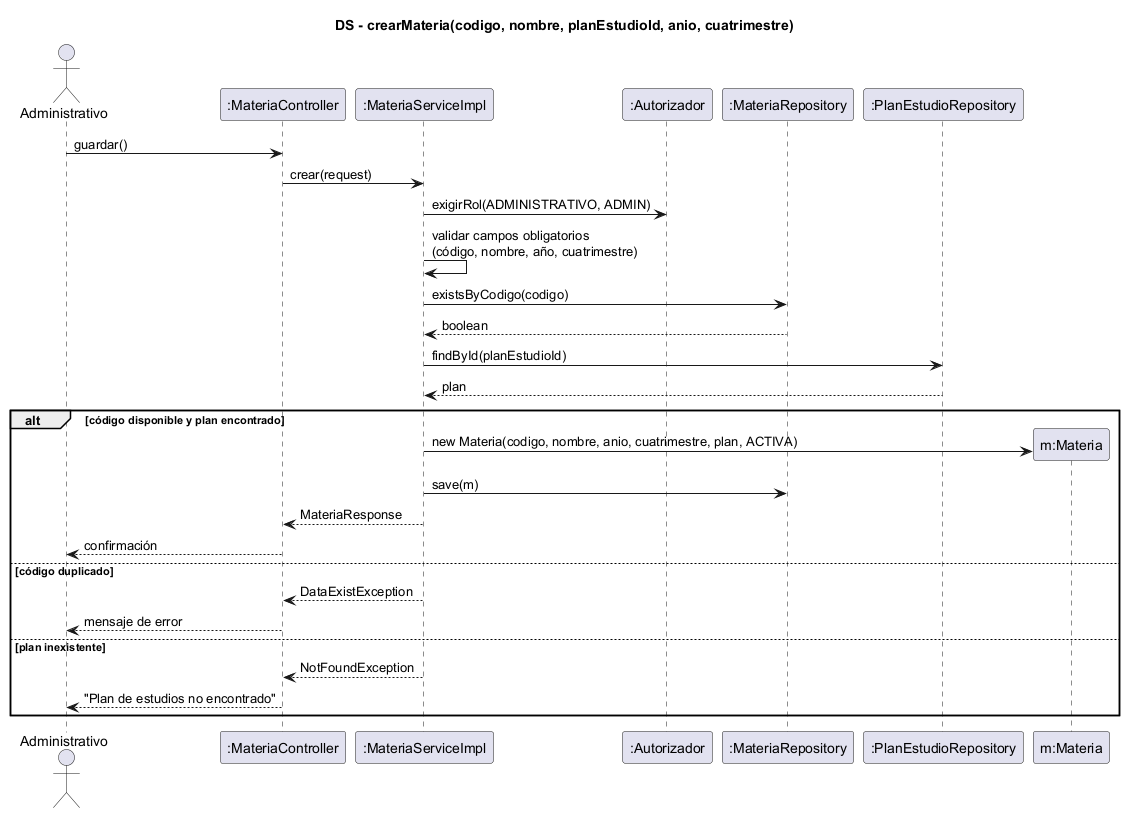 DS - crearMateria(codigo, nombre, planEstudioId, anio, cuatrimestre)
Administrativo
:MateriaController
:MateriaServiceImpl
:Autorizador
:MateriaRepository
:PlanEstudioRepository
guardar()
crear(request)
exigirRol(ADMINISTRATIVO, ADMIN)
validar campos obligatorios
(código, nombre, año, cuatrimestre)
existsByCodigo(codigo)
boolean
findById(planEstudioId)
plan
alt
[código disponible y plan encontrado]
new Materia(codigo, nombre, anio, cuatrimestre, plan, ACTIVA)
m:Materia
save(m)
MateriaResponse
confirmación
[código duplicado]
DataExistException
mensaje de error
[plan inexistente]
NotFoundException
"Plan de estudios no encontrado"
Administrativo
:MateriaController
:MateriaServiceImpl
:Autorizador
:MateriaRepository
:PlanEstudioRepository
m:Materia